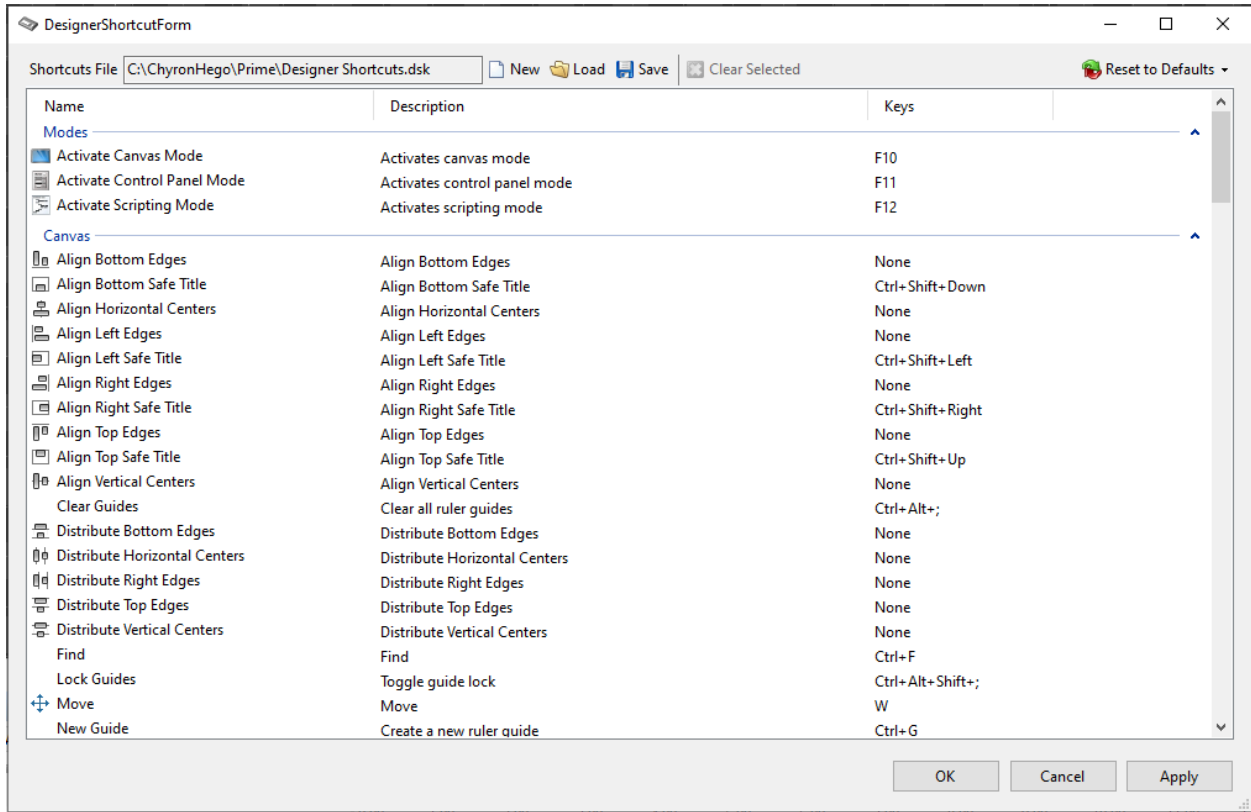 DesignerShortcutForm
Shortcuts File C:\ChyronHego\Prime\Designer Shortcuts.dsk New Load Save Clear Selected Reset to Defaults
Name Description Keys
Modes
Activate Canvas Mode Activates canvas mode F10
Activate Control Panel Mode Activates control panel mode F11
Activate Scripting Mode Activates scripting mode F12
Canvas
Align Bottom Edges Align Bottom Edges None
Align Bottom Safe Title Align Bottom Safe Title Ctrl+Shift+Down
Align Horizontal Centers Align Horizontal Centers None
Align Left Edges Align Left Edges None
Align Left Safe Title Align Left Safe Title Ctrl+Shift+Left
Align Right Edges Align Right Edges None
Align Right Safe Title Align Right Safe Title Ctrl+Shift+Right
Align Top Edges Align Top Edges None
Align Top Safe Title Align Top Safe Title Ctrl+Shift+Up
Align Vertical Centers Align Vertical Centers None
Clear Guides Clear all ruler guides Ctrl+Alt+;
Distribute Bottom Edges Distribute Bottom Edges None
Distribute Horizontal Centers Distribute Horizontal Centers None
Distribute Right Edges Distribute Right Edges None
Distribute Top Edges Distribute Top Edges None
Distribute Vertical Centers Distribute Vertical Centers None
Find Find Ctrl+F
Lock Guides Toggle guide lock Ctrl+Alt+Shift+;
Move Move W
New Guide Create a new ruler guide Ctrl+G
OK Cancel Apply